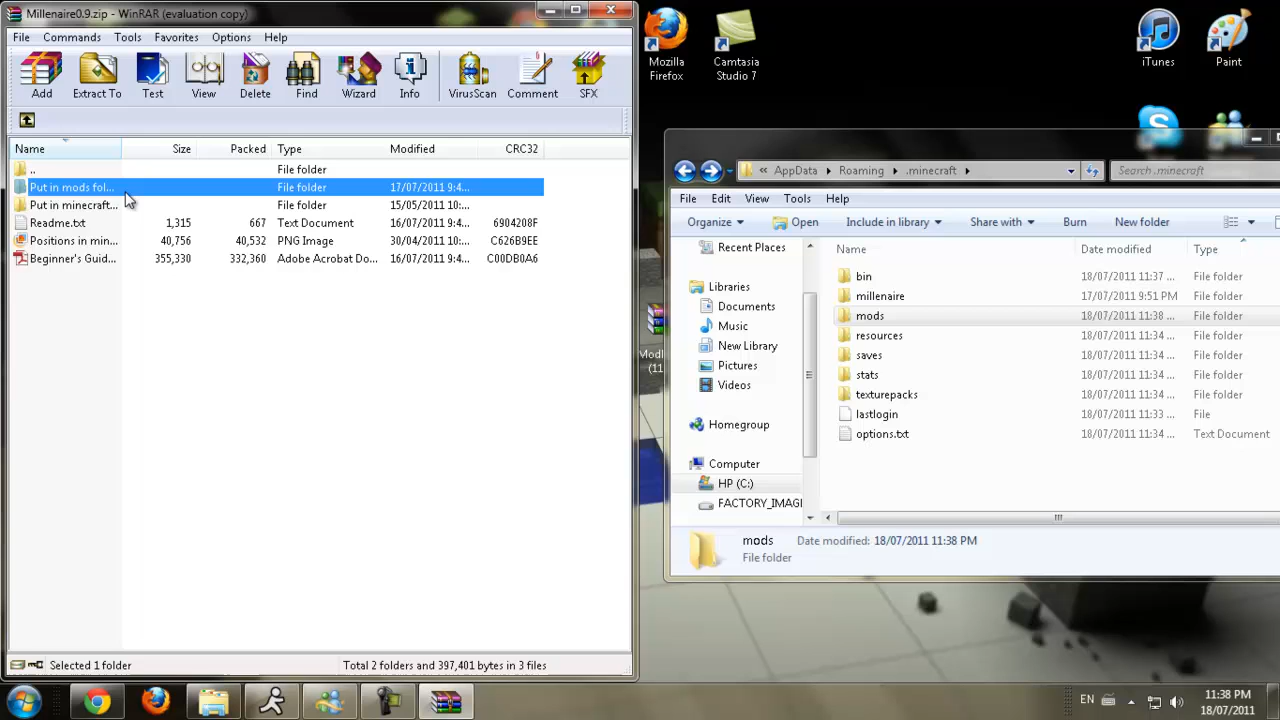 Millenaire0.9.zip - WinRAR (evaluation copy)
File Commands Tools Favorites Options Help
Add Extract To Test View Delete Find Wizard Info VirusScan Comment SFX
Name Size Packed Type Modified CRC32
.. File folder
Put in mods fol... File folder 17/07/2011 9:4...
Put in minecraft... File folder 15/05/2011 10:...
Readme.txt 1,315 667 Text Document 16/07/2011 9:4... 6904208F
Positions in min... 40,756 40,532 PNG Image 30/04/2011 10:... C626B9EE
Beginner's Guid... 355,330 332,360 Adobe Acrobat Do... 16/07/2011 9:4... C00DB0A6
Selected 1 folder Total 2 folders and 397,401 bytes in 3 files
Mozilla
Firefox
Camtasia
Studio 7
iTunes
Paint
AppData Roaming .minecraft Search .minecraft
File Edit View Tools Help
Organize Open Include in library Share with Burn New folder
Recent Places
Libraries
Documents
Music
New Library
Pictures
Videos
Homegroup
Computer
HP (C:)
FACTORY_IMAG
Name Date modified Type
bin 18/07/2011 11:37 ... File folder
millenaire 17/07/2011 9:51 PM File folder
mods 18/07/2011 11:38 ... File folder
resources 18/07/2011 11:34 ... File folder
saves 18/07/2011 11:34 ... File folder
stats 18/07/2011 11:34 ... File folder
texturepacks 18/07/2011 11:34 ... File folder
lastlogin 18/07/2011 11:33 ... File
options.txt 18/07/2011 11:34 ... Text Document
mods Date modified: 18/07/2011 11:38 PM
File folder
EN 11:38 PM
18/07/2011